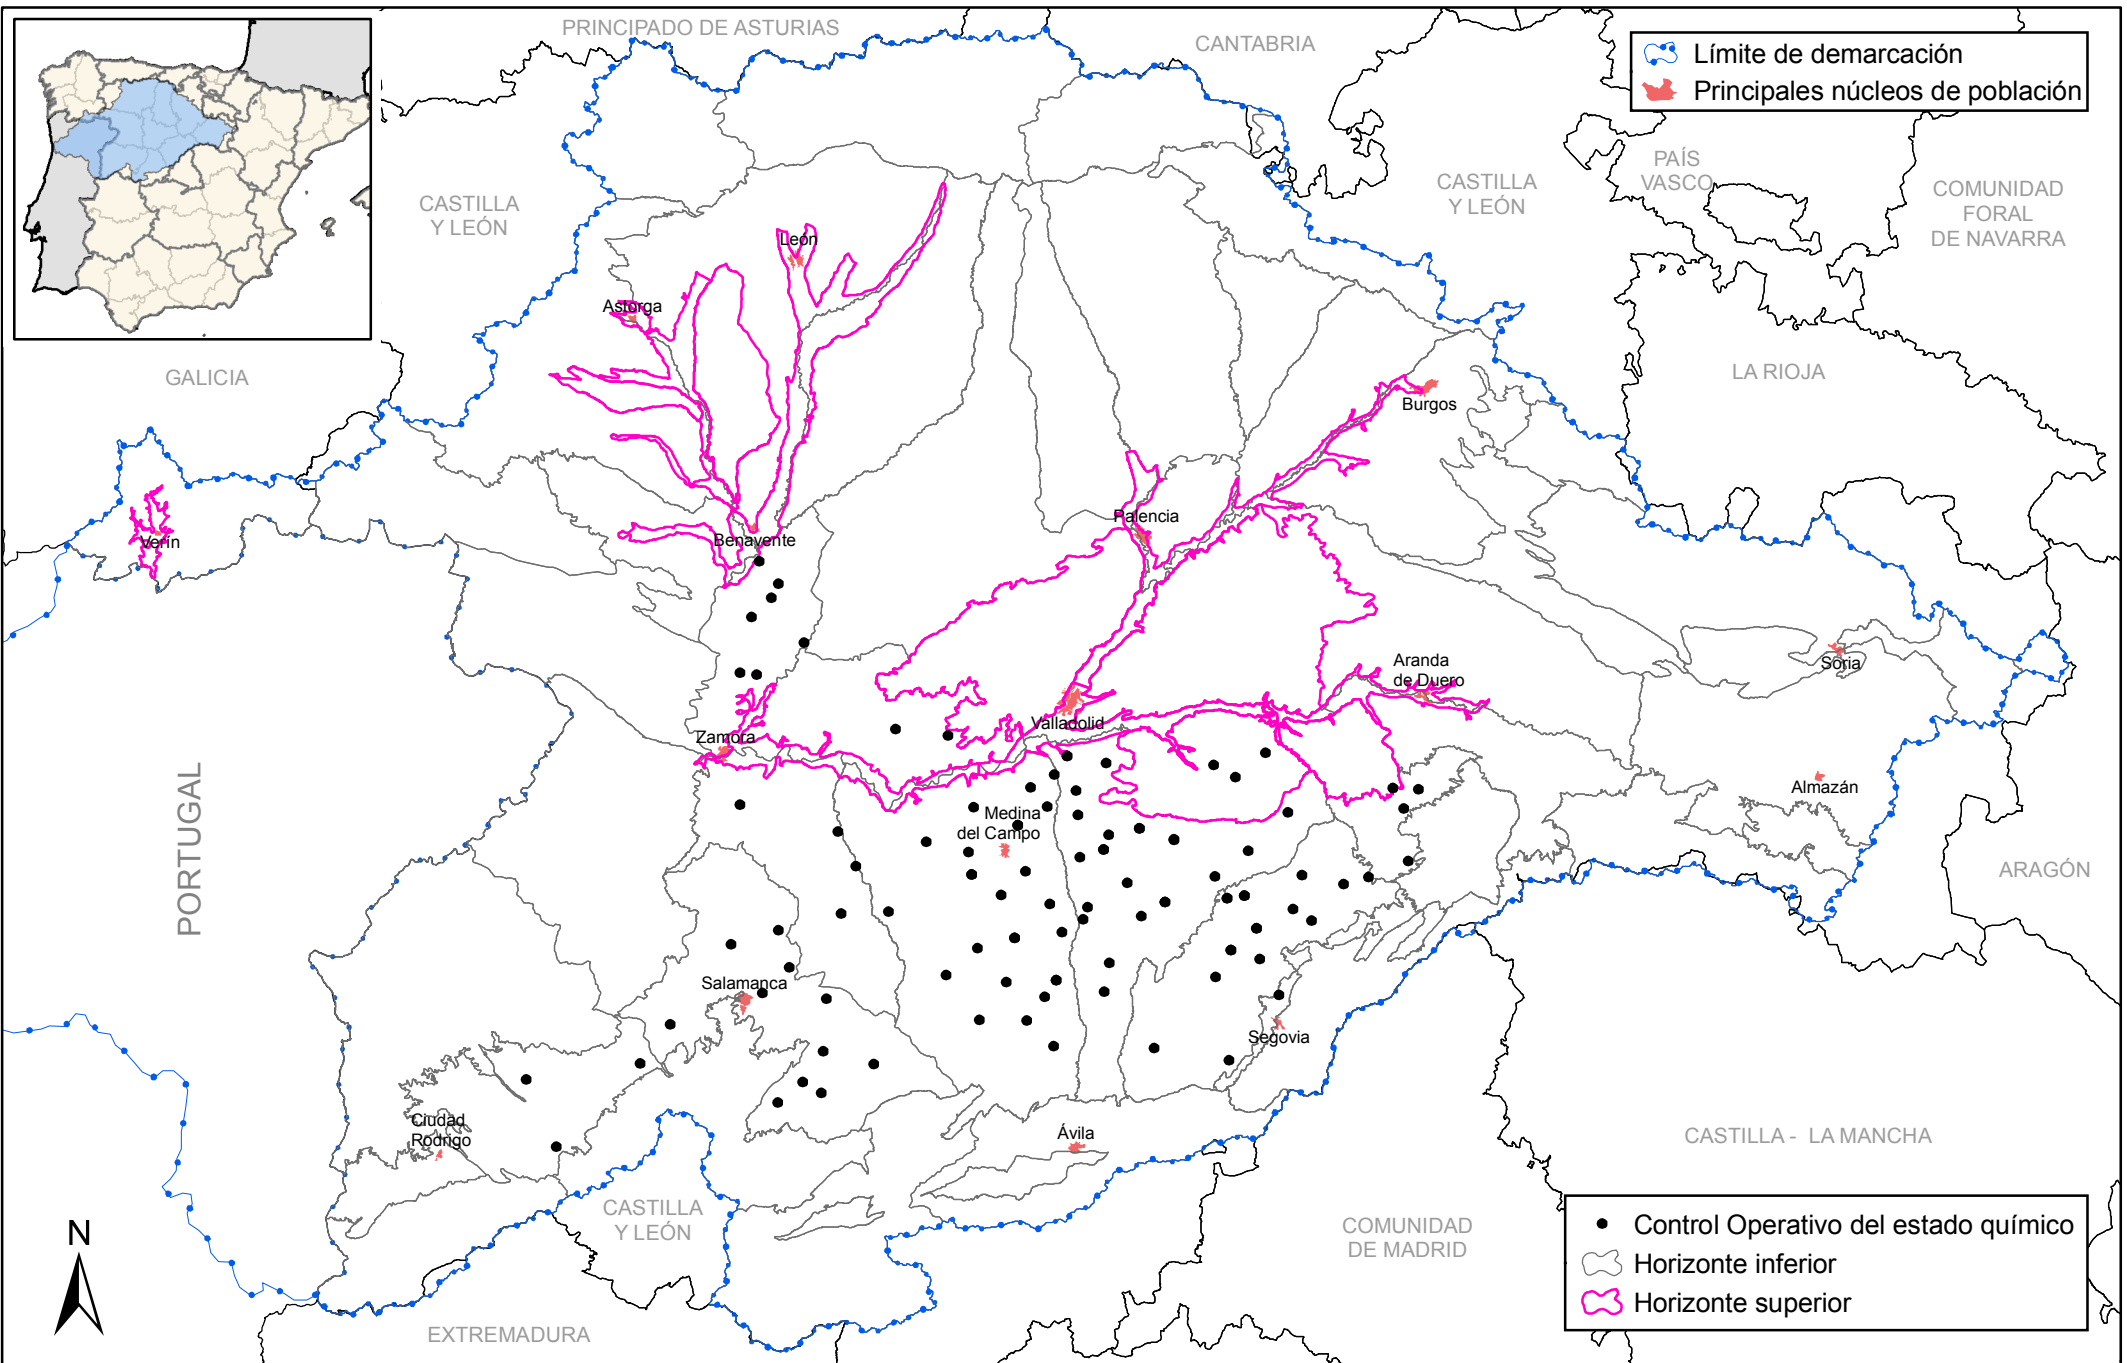 PRINCIPADO DE ASTURIAS
CANTABRIA
Límite de demarcación
Principales núcleos de población
PAÍS
VASCO
CASTILLA
Y LEÓN
CASTILLA
Y LEÓN
COMUNIDAD
FORAL
DE NAVARRA
León
Astorga
GALICIA
LA RIOJA
Burgos
Palencia
Verín
Benavente
Aranda
de Duero
Soria
Valladolid
Zamora
Almazán
PORTUGAL
Medina
del Campo
ARAGÓN
Salamanca
Segovia
Ciudad
Rodrigo
Ávila
CASTILLA - LA MANCHA
CASTILLA
Y LEÓN
COMUNIDAD
DE MADRID
N
Control Operativo del estado químico
Horizonte inferior
Horizonte superior
EXTREMADURA